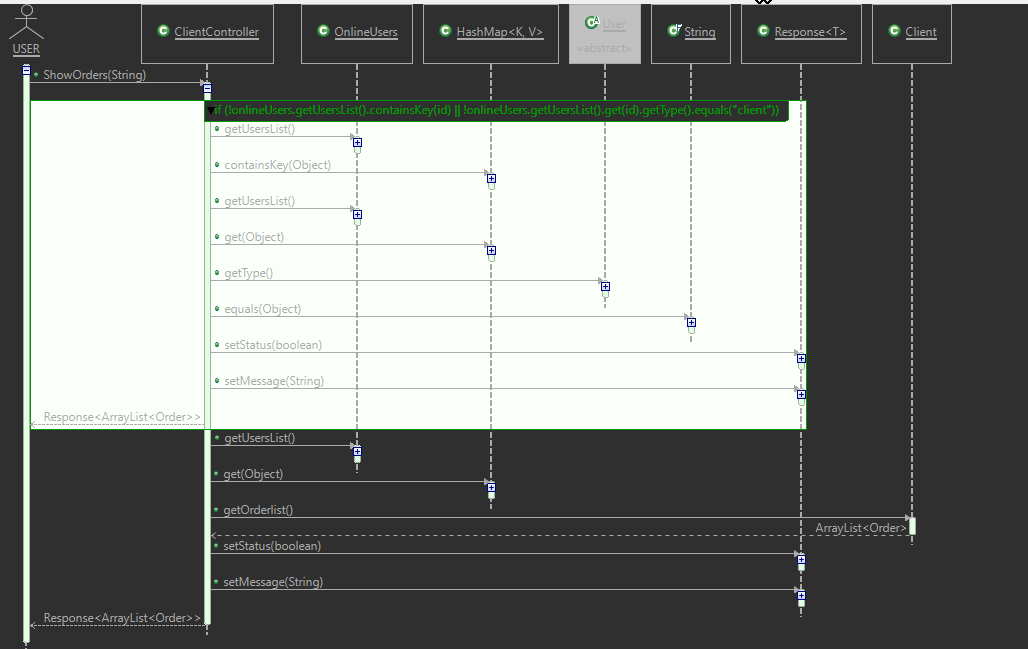 USER
ClientController
OnlineUsers
HashMap<K, V>
User
«abstract»
String
Response<T>
Client
ShowOrders(String)
if (!onlineUsers.getUsersList().containsKey(id) || !onlineUsers.getUsersList().get(id).getType().equals("client"))
getUsersList()
containsKey(Object)
getUsersList()
get(Object)
getType()
equals(Object)
setStatus(boolean)
setMessage(String)
Response<ArrayList<Order>>
getUsersList()
get(Object)
getOrderlist()
ArrayList<Order>
setStatus(boolean)
setMessage(String)
Response<ArrayList<Order>>